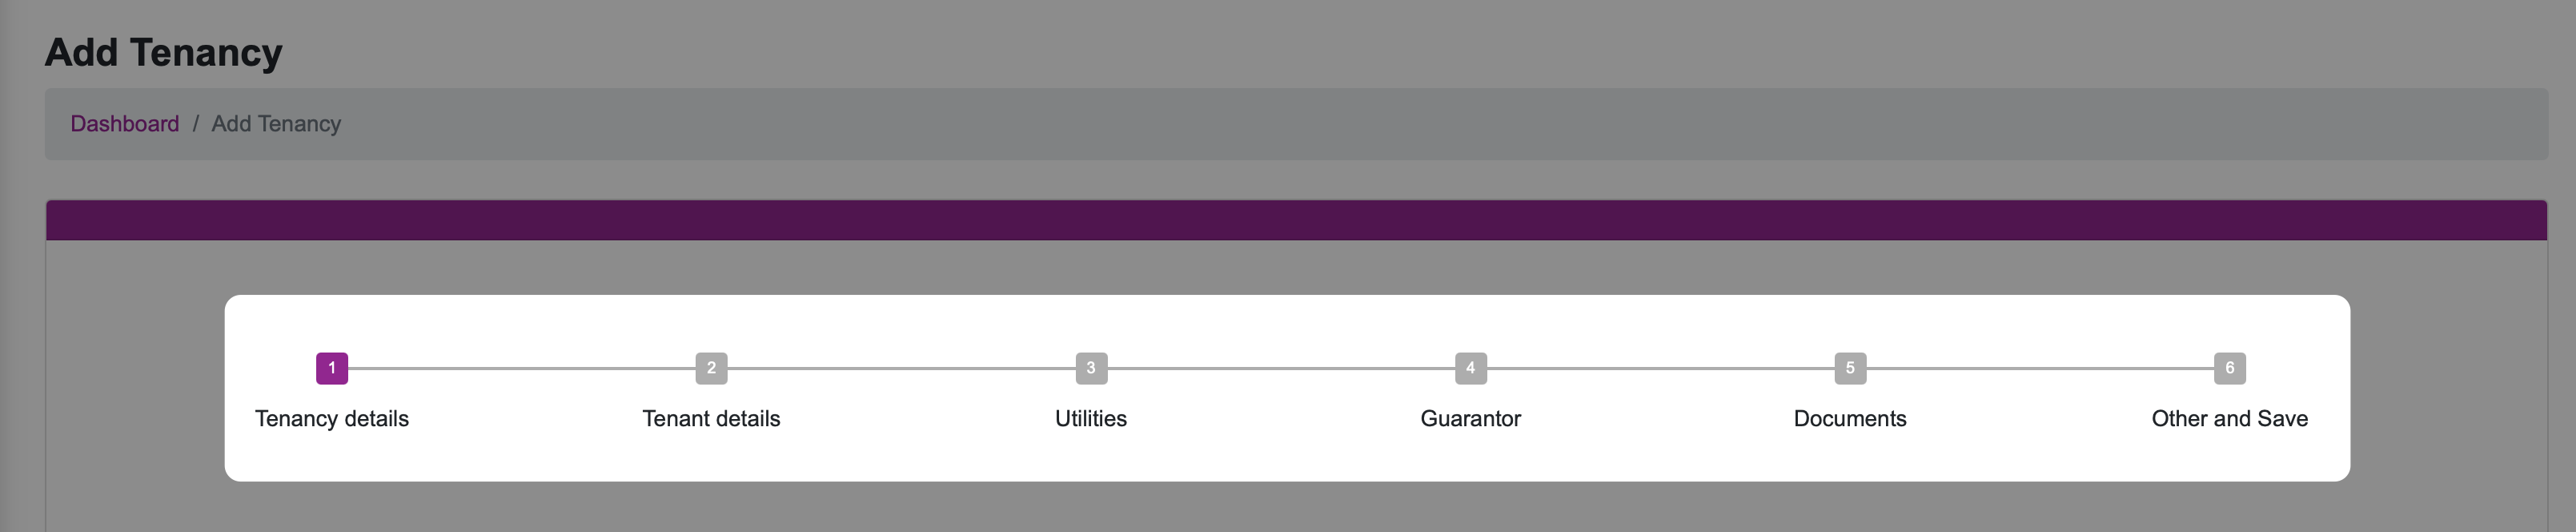 Add Tenancy
Dashboard / Add Tenancy
1 2 3 4 5 6
Tenancy details Tenant details Utilities Guarantor Documents Other and Save